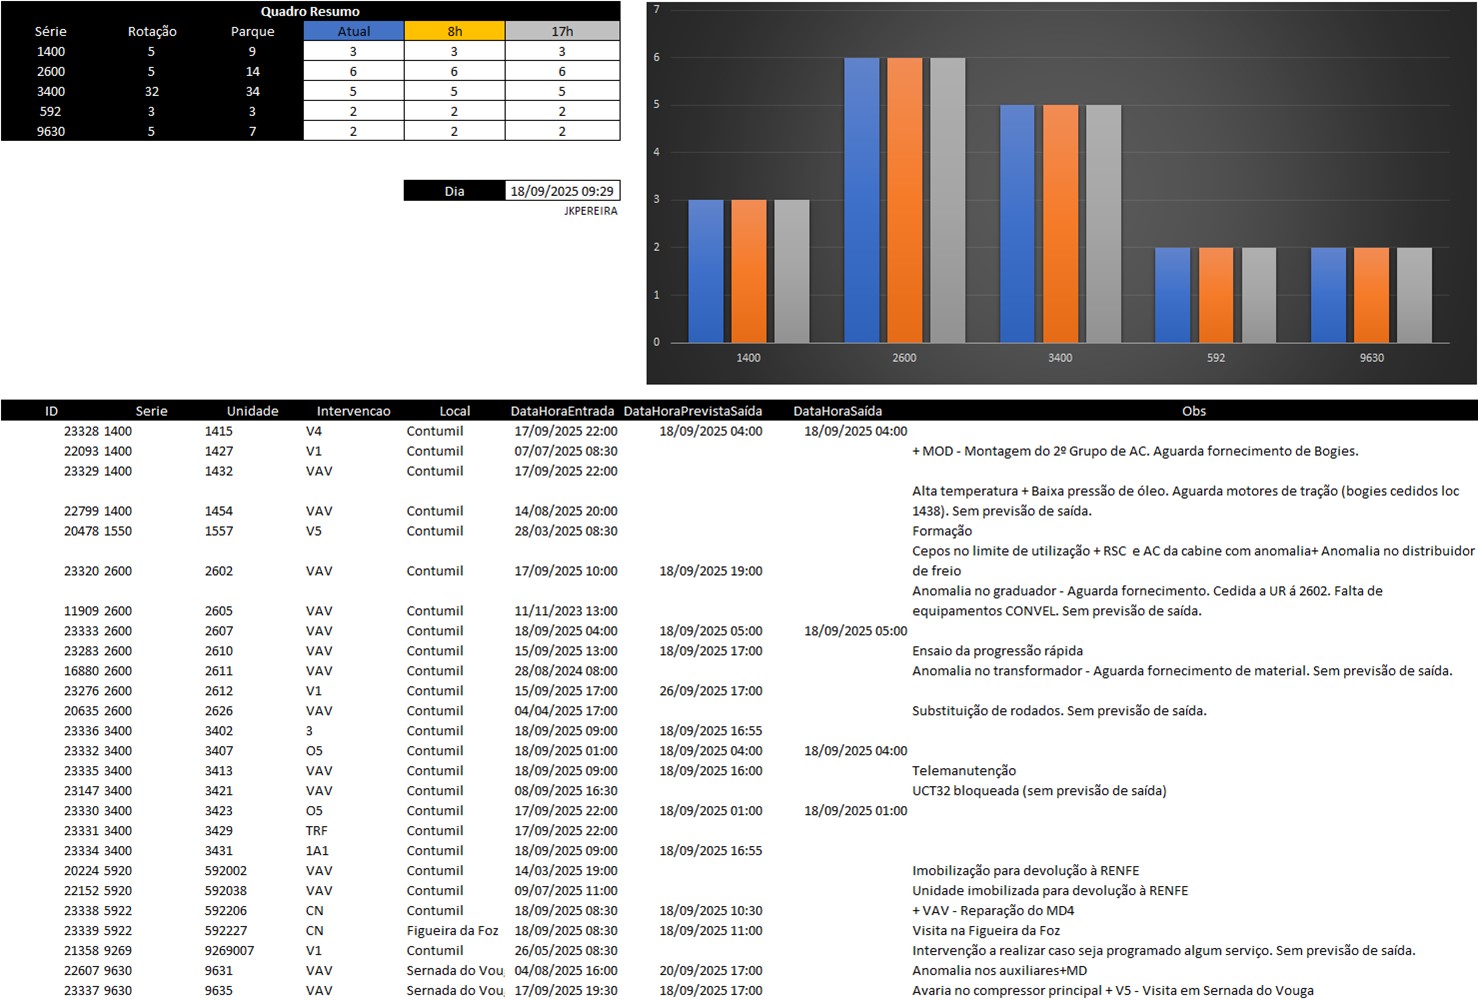 Quadro Resumo
Série Rotação Parque Atual 8h 17h
1400 5 9 3 3 3
2600 5 14 6 6 6
3400 32 34 5 5 5
592 3 3 2 2 2
9630 5 7 2 2 2
Dia 18/09/2025 09:29
JKPEREIRA
7
6
5
4
3
2
1
0
1400 2600 3400 592 9630
ID Serie Unidade Intervencao Local DataHoraEntrada DataHoraPrevistaSaída DataHoraSaída Obs
23328 1400 1415 V4 Contumil 17/09/2025 22:00 18/09/2025 04:00 18/09/2025 04:00
22093 1400 1427 V1 Contumil 07/07/2025 08:30 + MOD - Montagem do 2º Grupo de AC. Aguarda fornecimento de Bogies.
23329 1400 1432 VAV Contumil 17/09/2025 22:00
Alta temperatura + Baixa pressão de óleo. Aguarda motores de tração (bogies cedidos loc
22799 1400 1454 VAV Contumil 14/08/2025 20:00 1438). Sem previsão de saída.
20478 1550 1557 V5 Contumil 28/03/2025 08:30 Formação
Cepos no limite de utilização + RSC e AC da cabine com anomalia+ Anomalia no distribuidor
23320 2600 2602 VAV Contumil 17/09/2025 10:00 18/09/2025 19:00 de freio
Anomalia no graduador - Aguarda fornecimento. Cedida a UR á 2602. Falta de
11909 2600 2605 VAV Contumil 11/11/2023 13:00 equipamentos CONVEL. Sem previsão de saída.
23333 2600 2607 VAV Contumil 18/09/2025 04:00 18/09/2025 05:00 18/09/2025 05:00
23283 2600 2610 VAV Contumil 15/09/2025 13:00 18/09/2025 17:00 Ensaio da progressão rápida
16880 2600 2611 VAV Contumil 28/08/2024 08:00 Anomalia no transformador - Aguarda fornecimento de material. Sem previsão de saída.
23276 2600 2612 V1 Contumil 15/09/2025 17:00 26/09/2025 17:00
20635 2600 2626 VAV Contumil 04/04/2025 17:00 Substituição de rodados. Sem previsão de saída.
23336 3400 3402 3 Contumil 18/09/2025 09:00 18/09/2025 16:55
23332 3400 3407 O5 Contumil 18/09/2025 01:00 18/09/2025 04:00 18/09/2025 04:00
23335 3400 3413 VAV Contumil 18/09/2025 09:00 18/09/2025 16:00 Telemanutenção
23147 3400 3421 VAV Contumil 08/09/2025 16:30 UCT32 bloqueada (sem previsão de saída)
23330 3400 3423 O5 Contumil 17/09/2025 22:00 18/09/2025 01:00 18/09/2025 01:00
23331 3400 3429 TRF Contumil 17/09/2025 22:00
23334 3400 3431 1A1 Contumil 18/09/2025 09:00 18/09/2025 16:55
20224 5920 592002 VAV Contumil 14/03/2025 19:00 Imobilização para devolução à RENFE
22152 5920 592038 VAV Contumil 09/07/2025 11:00 Unidade imobilizada para devolução à RENFE
23338 5922 592206 CN Contumil 18/09/2025 08:30 18/09/2025 10:30 + VAV - Reparação do MD4
23339 5922 592227 CN Figueira da Foz 18/09/2025 08:30 18/09/2025 11:00 Visita na Figueira da Foz
21358 9269 9269007 V1 Contumil 26/05/2025 08:30 Intervenção a realizar caso seja programado algum serviço. Sem previsão de saída.
22607 9630 9631 VAV Sernada do Voug 04/08/2025 16:00 20/09/2025 17:00 Anomalia nos auxiliares+MD
23337 9630 9635 VAV Sernada do Voug 17/09/2025 19:30 18/09/2025 17:00 Avaria no compressor principal + V5 - Visita em Sernada do Vouga